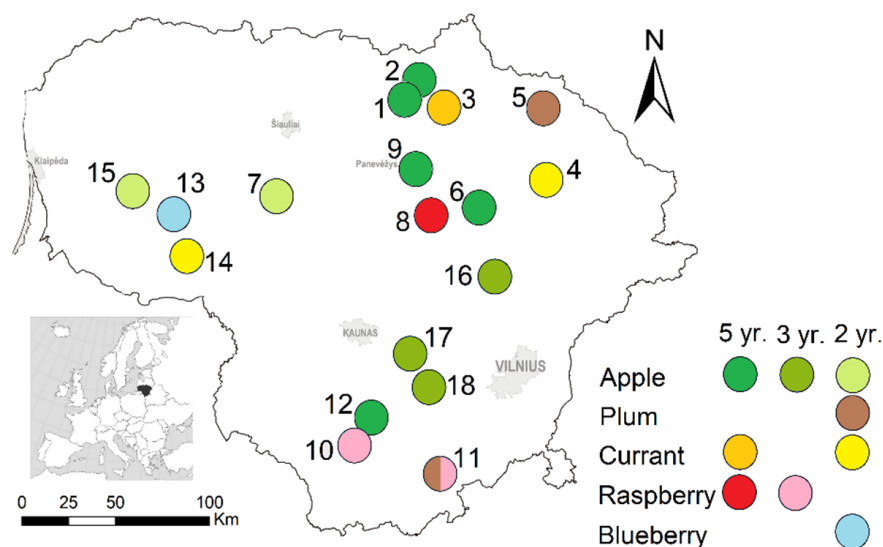 N
2
1
3
5
Šiauliai
Klaipėda
Panevėžys
9
4
15
13
7
6
8
14
16
KAUNAS
17
VILNIUS
18
12
10
11
5 yr. 3 yr. 2 yr.
Apple
Plum
Currant
Raspberry
Blueberry
0 25 50 100
Km